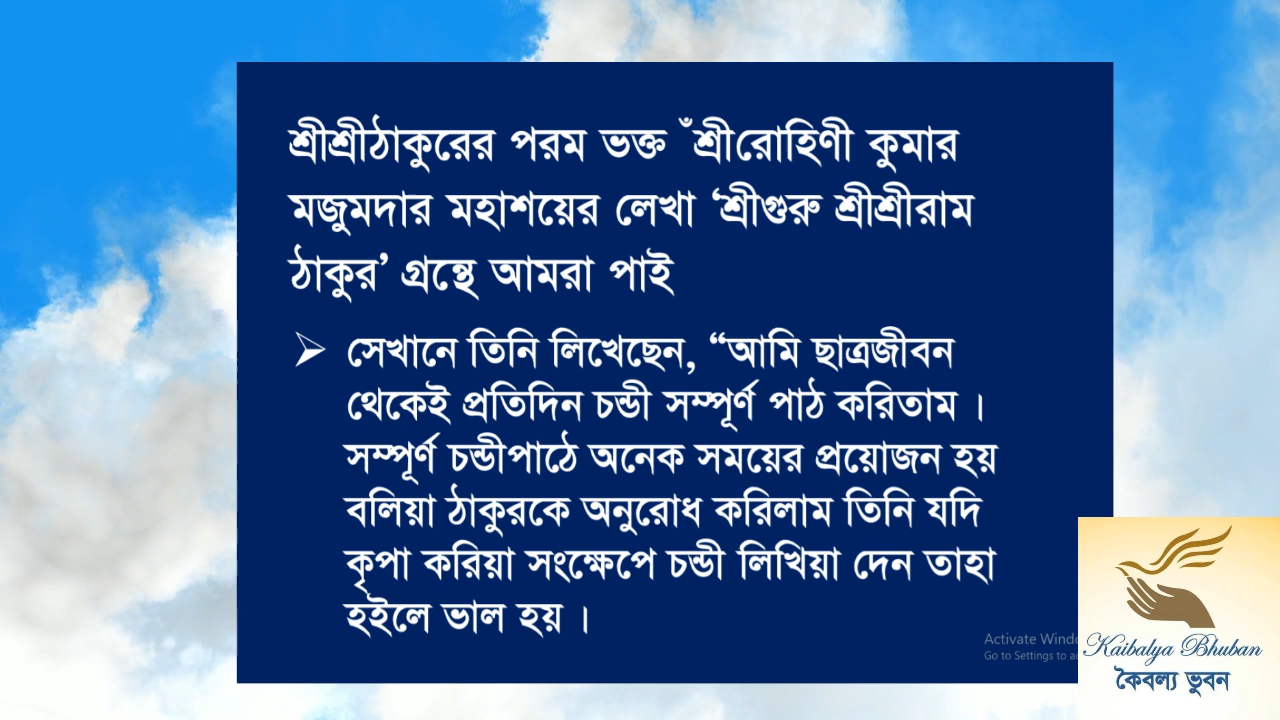 শ্রীশ্রীঠাকুরের পরম ভক্ত ঁশ্রীরোহিণী কুমার
মজুমদার মহাশয়ের লেখা ‘শ্রীগুরু শ্রীশ্রীরাম
ঠাকুর’ গ্রন্থে আমরা পাই
➢ সেখানে তিনি লিখেছেন, “আমি ছাত্রজীবন
থেকেই প্রতিদিন চন্ডী সম্পূর্ণ পাঠ করিতাম ।
সম্পূর্ণ চন্ডীপাঠে অনেক সময়ের প্রয়োজন হয়
বলিয়া ঠাকুরকে অনুরোধ করিলাম তিনি যদি
কৃপা করিয়া সংক্ষেপে চন্ডী লিখিয়া দেন তাহা
হইলে ভাল হয় ।
Activate
Go to Settings to
Kaibalya Bhuban
কৈবল্য ভুবন